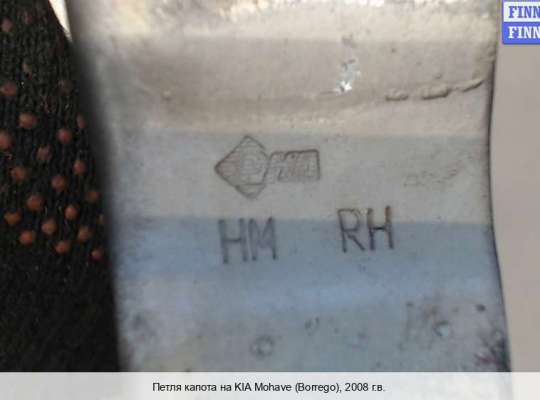 FINN
FINN
HM RH
Петля капота на KIA Mohave (Borrego), 2008 г.в.